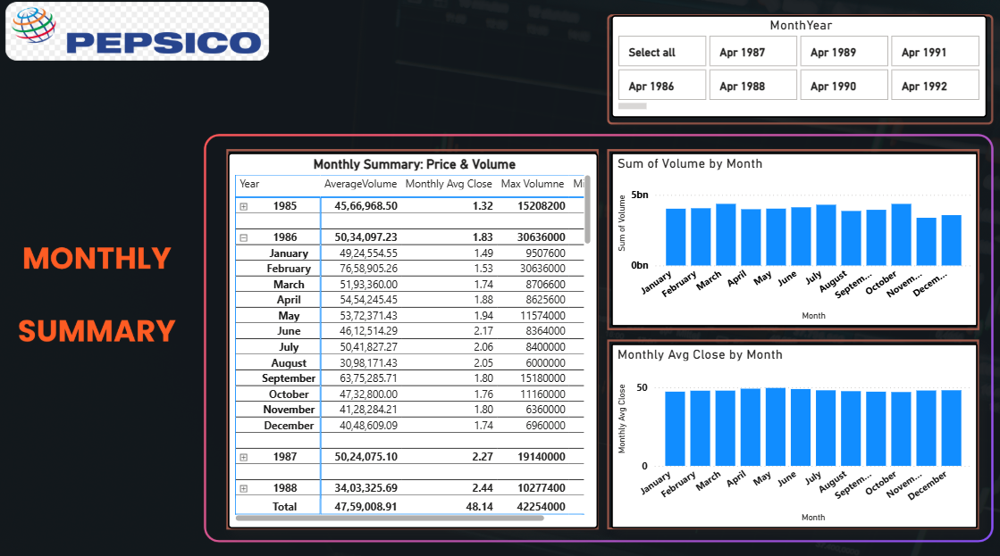 PEPSICO
MonthYear
Select all Apr 1987 Apr 1989 Apr 1991
Apr 1986 Apr 1988 Apr 1990 Apr 1992
MONTHLY
SUMMARY
Monthly Summary: Price & Volume
Year AverageVolume Monthly Avg Close Max Volumne Mi
1985 45,66,968.50 1.32 15208200
1986 50,34,097.23 1.83 30636000
January 49,24,554.55 1.49 9507600
February 76,58,905.26 1.53 30636000
March 51,93,360.00 1.74 8706600
April 54,54,245.45 1.88 8625600
May 53,72,371.43 1.94 11574000
June 46,12,514.29 2.17 8364000
July 50,41,827.27 2.06 8400000
August 30,98,171.43 2.05 6000000
September 63,75,285.71 1.80 15180000
October 47,32,800.00 1.76 11160000
November 41,28,284.21 1.80 6360000
December 40,48,609.09 1.74 6960000
1987 50,24,075.10 2.27 19140000
1988 34,03,325.69 2.44 10277400
Total 47,59,008.91 48.14 42254000
Sum of Volume by Month
Sum of Volume
5bn
0bn
January February March April May June July August Septem... October Novem... Decem...
Month
Monthly Avg Close by Month
Monthly Avg Close
50
0
January February March April May June July August Septem... October Novem... December
Month